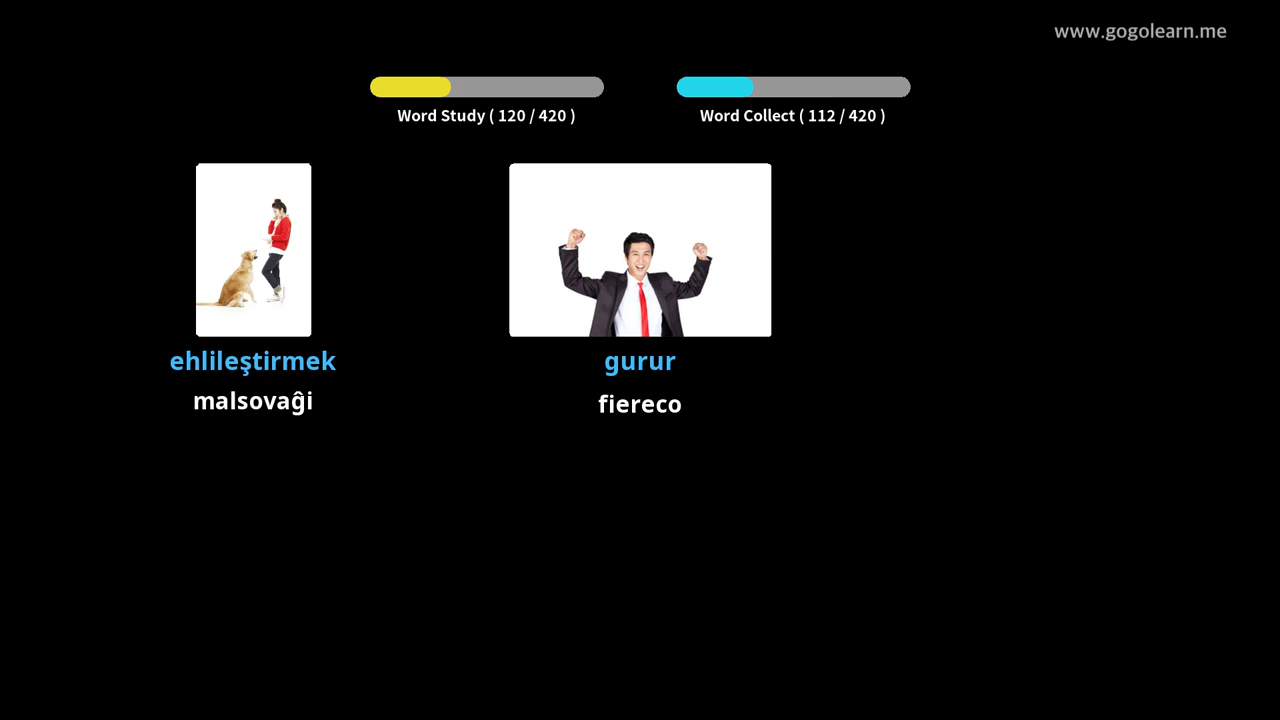 www.gogolearn.me
Word Study ( 120 / 420 )
Word Collect ( 112 / 420 )
ehlileştirmek
malsovaĝi
gurur
fiereco